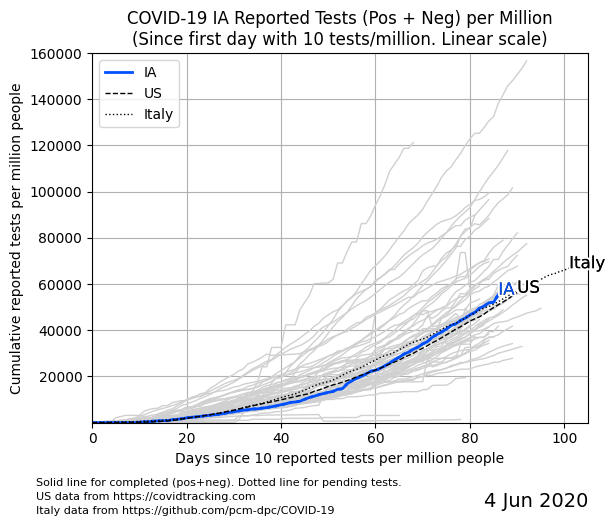 COVID-19 IA Reported Tests (Pos + Neg) per Million
(Since first day with 10 tests/million. Linear scale)
Cumulative reported tests per million people
160000
140000
120000
100000
80000
60000
40000
20000
IA
US
Italy
Italy
IA
US
0
20
40
60
80
100
Days since 10 reported tests per million people
Solid line for completed (pos+neg). Dotted line for pending tests.
US data from https://covidtracking.com
Italy data from https://github.com/pcm-dpc/COVID-19
4 Jun 2020